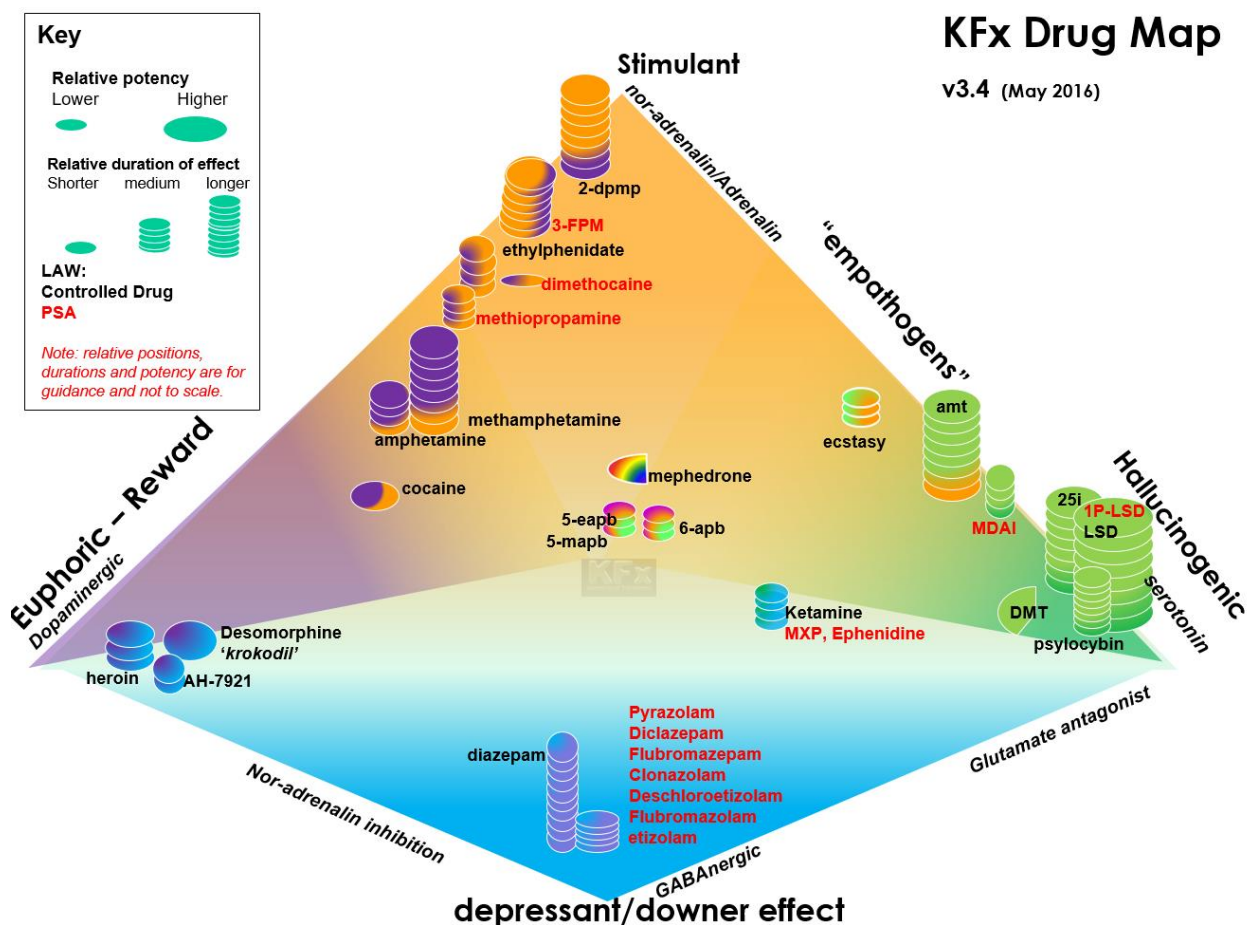 KFx Drug Map
v3.4 (May 2016)
Key
Relative potency
Lower Higher
Relative duration of effect
Shorter medium longer
LAW:
Controlled Drug
PSA
Note: relative positions,
durations and potency are for
guidance and not to scale.
Stimulant
nor-adrenalin/Adrenalin
2-dpmp
3-FPM
ethylphenidate
dimethocaine
methiopropamine
methamphetamine
amphetamine
cocaine
"empathogens"
ecstasy
amt
mephedrone
5-eapb
5-mapb
6-apb
KFx
MDAI
25i
1P-LSD
LSD
Hallucinogenic
serotonin
DMT
psylocybin
Ketamine
MXP, Ephenidine
Euphoric – Reward
Dopaminergic
heroin
Desomorphine
'krokodil'
AH-7921
diazepam
Pyrazolam
Diclazepam
Flubromazepam
Clonazolam
Deschloroetizolam
Flubromazolam
etizolam
Nor-adrenalin inhibition
Glutamate antagonist
GABAnergic
depressant/downer effect